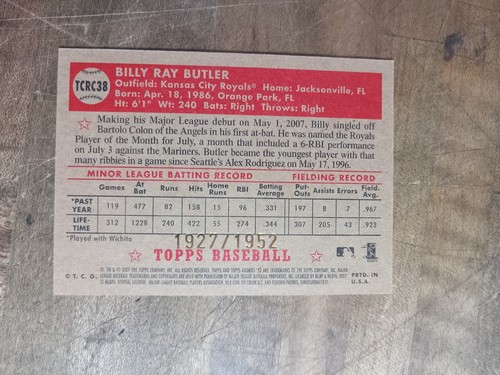 TCRC38
BILLY RAY BUTLER
Outfield: Kansas City Royals® Home: Jacksonville, FL
Born: Apr. 18, 1986, Orange Park, FL
Ht: 6'1" Wt: 240 Bats: Right Throws: Right
Making his Major League debut on May 1, 2007, Billy singled off
Bartolo Colon of the Angels in his first at-bat. He was named the Royals
Player of the Month for July, a month that included a 6-RBI performance
on July 3 against the Mariners. Butler became the youngest player with that
many ribbies in a game since Seattle's Alex Rodriguez on May 17, 1996.
MINOR LEAGUE BATTING RECORD FIELDING RECORD
Games At Bat Runs Hits Home Runs RBI Batting Average Put-Outs Assists Errors Field. Avg.
*PAST YEAR 119 477 82 158 15 96 .331 197 8 7 .967
LIFE-TIME 312 1228 240 422 54 274 .344 307 205 43 .923
*Played with Wichita
1927/1952
TOPPS BASEBALL
© T. C. G.
PRTD. IN
U.S.A.